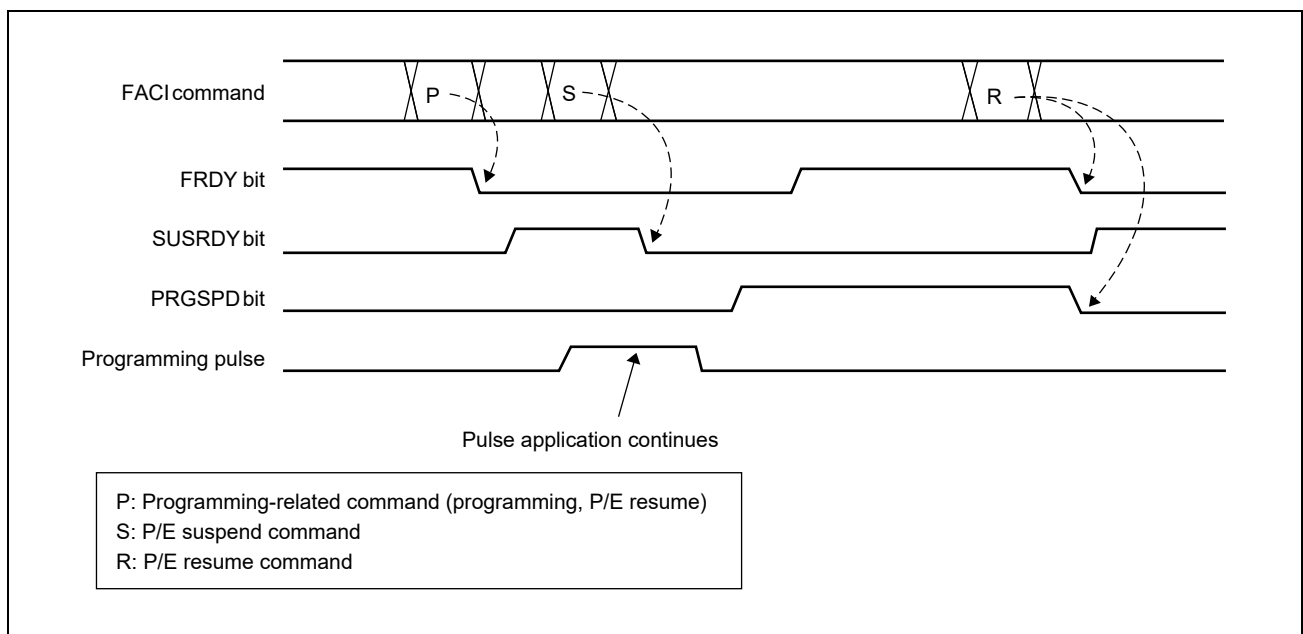 FACI command
P
S
R
FRDY bit
SUSRDY bit
PRGSPD bit
Programming pulse
Pulse application continues
P: Programming-related command (programming, P/E resume)
S: P/E suspend command
R: P/E resume command